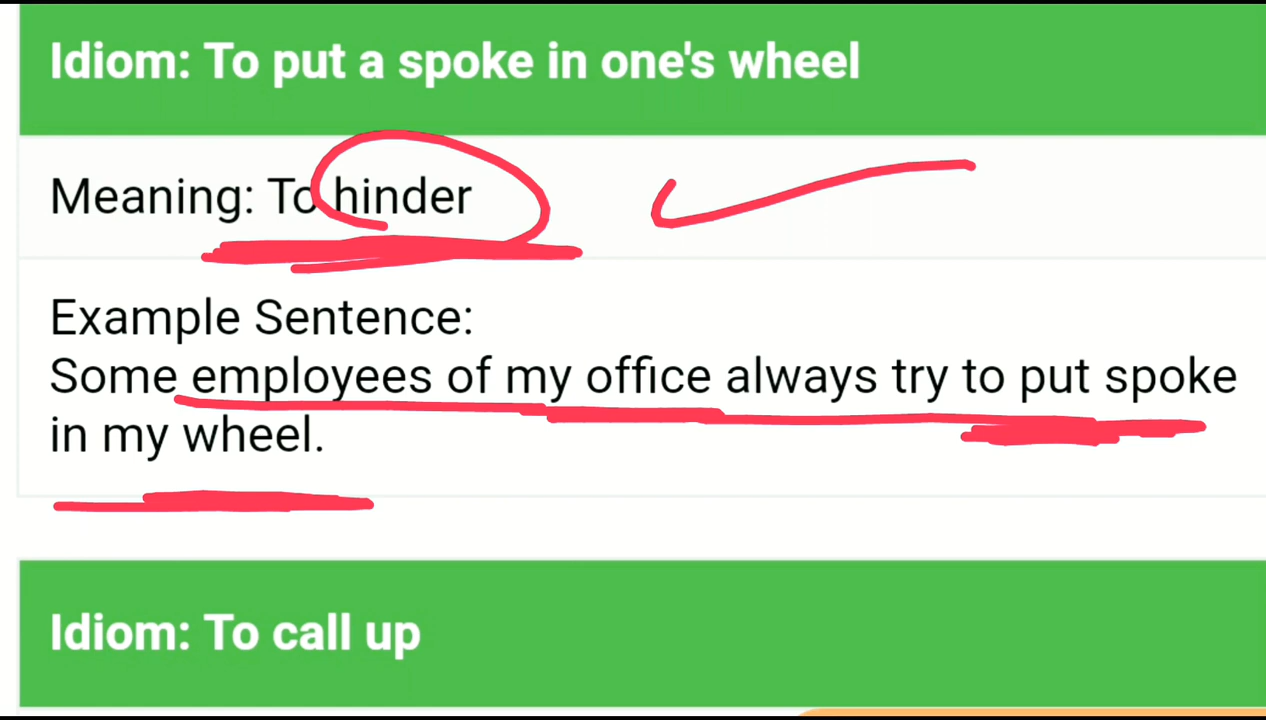 Idiom: To put a spoke in one's wheel
Meaning: To hinder
Example Sentence:
Some employees of my office always try to put spoke
in my wheel.
Idiom: To call up